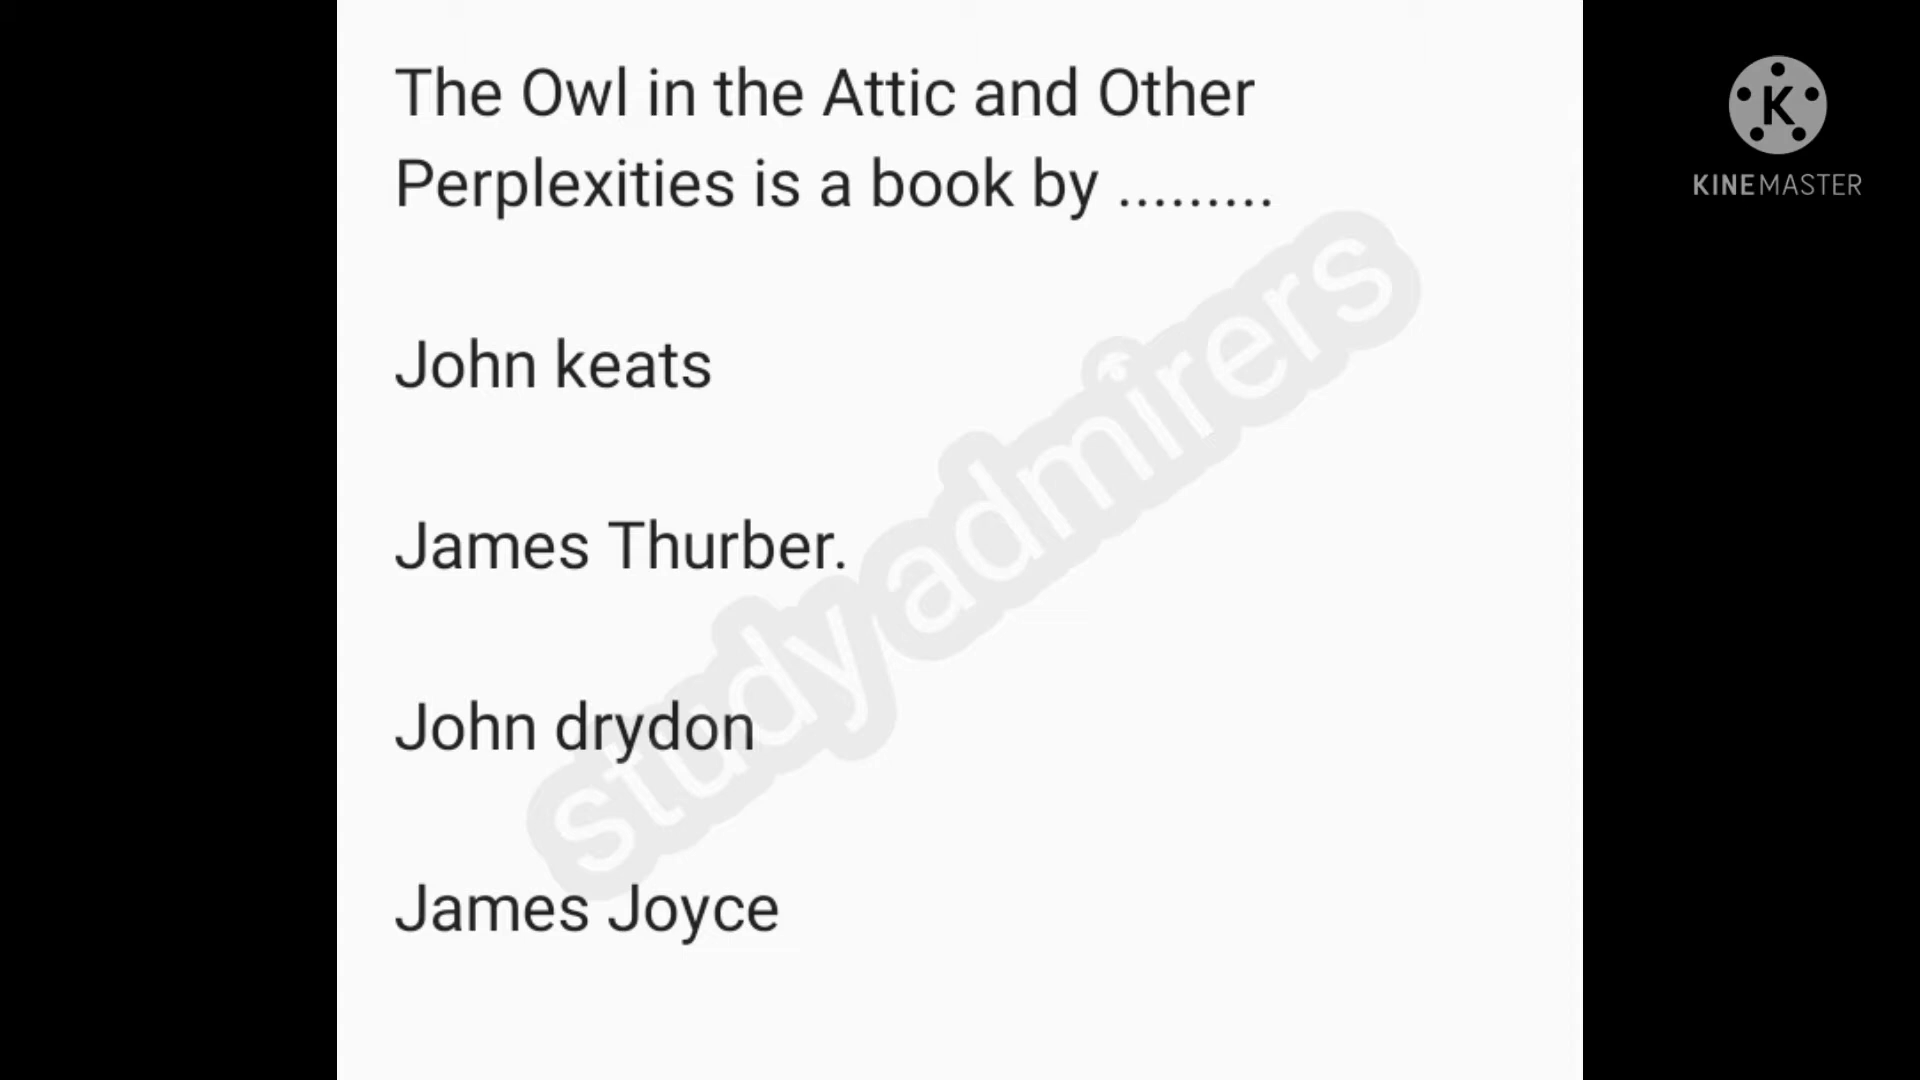 The Owl in the Attic and Other
Perplexities is a book by .........
John keats
James Thurber.
John drydon
James Joyce
study admirers
K
KINEMASTER